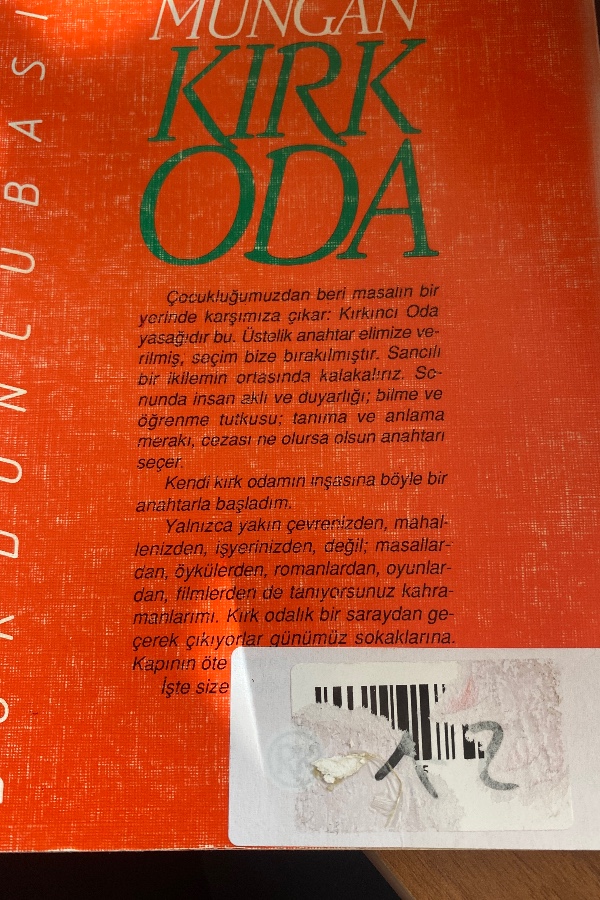 MUNGAN
KIRK
ODA
Çocukluğumuzdan beri masalın bir
yerinde karşımıza çıkar: Kırkıncı Oda
yasağıdır bu. Üstelik anahtar elimize ve-
rilmiş, seçim bize bırakılmıştır. Sancılı
bir ikilemin ortasında kalakalırız. So-
nunda insan aklı ve duyarlığı; bilme ve
öğrenme tutkusu; tanıma ve anlama
merakı, cezası ne olursa olsun anahtarı
seçer.
Kendi kırk odamın inşasına böyle bir
anahtarla başladım.
Yalnızca yakın çevrenizden, mahal-
lenizden, işyerinizden, değil; masallar-
dan, öykülerden, romanlardan, oyunlar-
dan, filmlerden de tanıyorsunuz kahra-
manlarımı. Kırk odalık bir saraydan ge-
çerek çıkıyorlar günümüz sokaklarına.
Kapının öte
İşte size
DÖRDÜNCÜ BASI
12